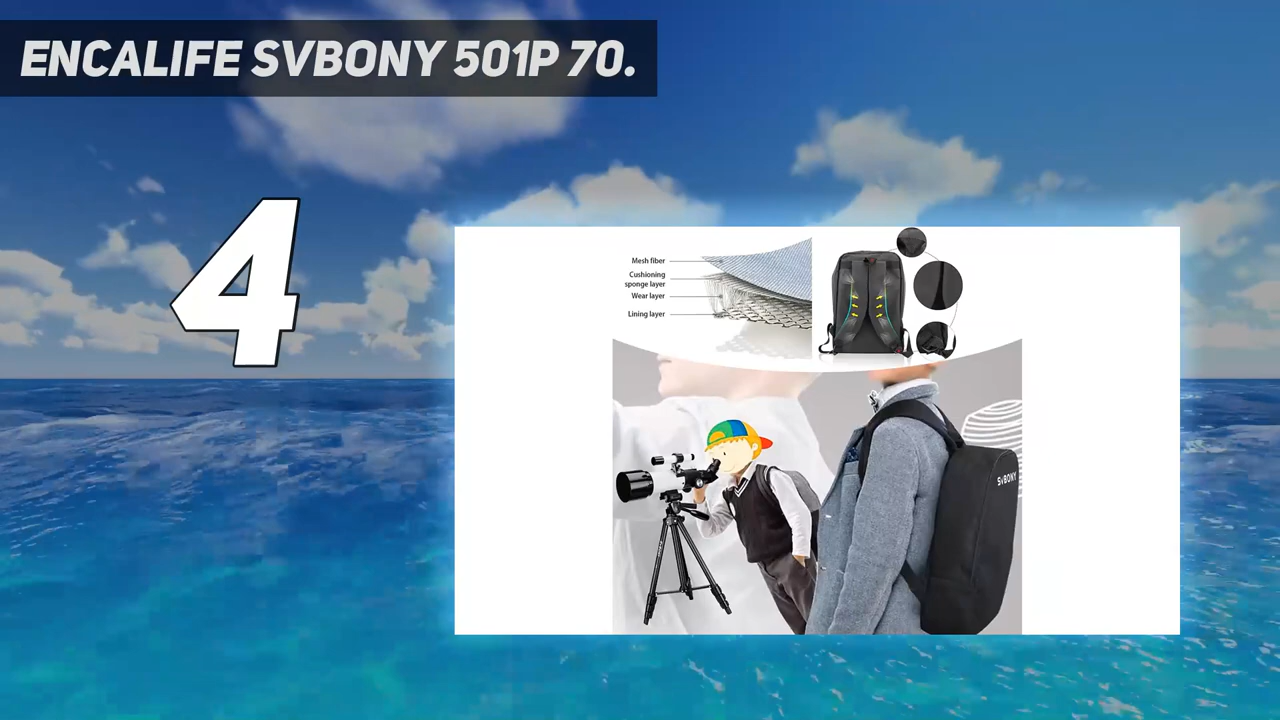 ENCALIFE SVBONY 501P 70.
4
Mesh fiber
Cushioning
sponge layer
Wear layer
Lining layer
SVBONY